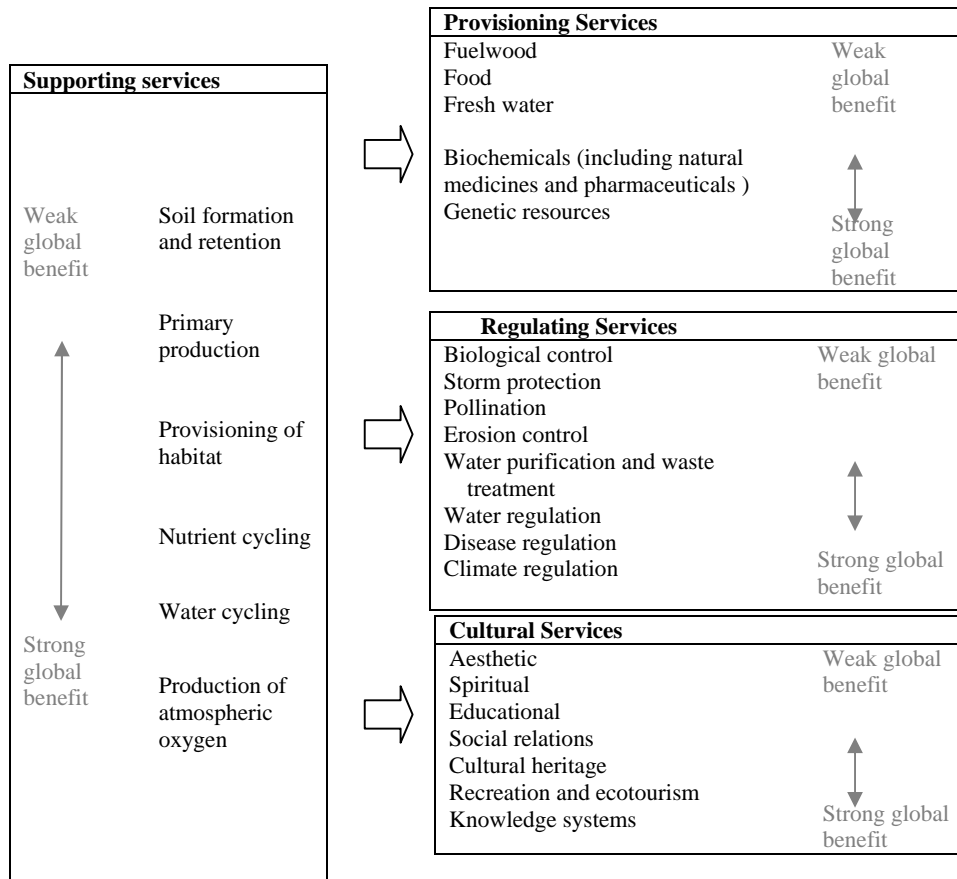 Supporting services
Weak
global
benefit
Strong
global
benefit
Soil formation
and retention
Primary
production
Provisioning of
habitat
Nutrient cycling
Water cycling
Production of
atmospheric
oxygen
Provisioning Services
Fuelwood
Food
Fresh water
Biochemicals (including natural
medicines and pharmaceuticals )
Genetic resources
Weak
global
benefit
Strong
global
benefit
Regulating Services
Biological control
Storm protection
Pollination
Erosion control
Water purification and waste
treatment
Water regulation
Disease regulation
Climate regulation
Weak global
benefit
Strong global
benefit
Cultural Services
Aesthetic
Spiritual
Educational
Social relations
Cultural heritage
Recreation and ecotourism
Knowledge systems
Weak global
benefit
Strong global
benefit